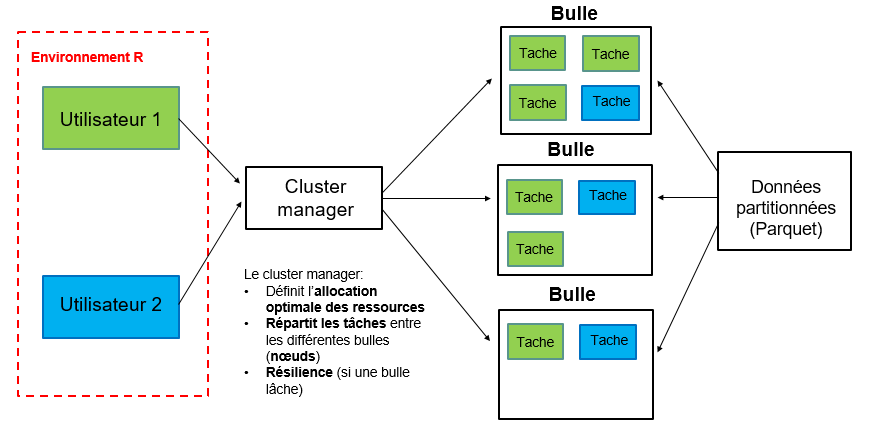 Environnement R
Utilisateur 1
Utilisateur 2
Cluster
manager
Le cluster manager:
• Définit l’allocation
optimale des ressources
• Répartit les tâches entre
les différentes bulles
(nœuds)
• Résilience (si une bulle
lâche)
Bulle
Tache
Tache
Tache
Tache
Bulle
Tache
Tache
Tache
Bulle
Tache
Tache
Données
partitionnées
(Parquet)